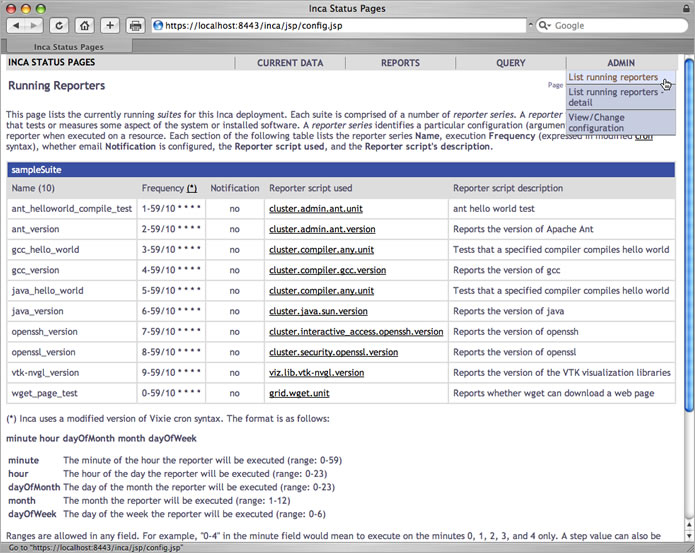 Inca Status Pages
https://localhost:8443/inca/jsp/config.jsp
Google
Inca Status Pages
INCA STATUS PAGES
CURRENT DATA
REPORTS
QUERY
ADMIN
List running reporters
List running reporters -
detail
View/Change
configuration
Running Reporters
Page
This page lists the currently running suites for this Inca deployment. Each suite is comprised of a number of reporter series. A reporter
that tests or measures some aspect of the system or installed software. A reporter series identifies a particular configuration (argumen
reporter when executed on a resource. Each section of the following table lists the reporter series Name, execution Frequency (expressed in modified cron
syntax), whether email Notification is configured, the Reporter script used, and the Reporter script's description.
sampleSuite
Name (10) Frequency (*) Notification Reporter script used Reporter script description
ant_helloworld_compile_test 1-59/10 * * * * no cluster.admin.ant.unit ant hello world test
ant_version 2-59/10 * * * * no cluster.admin.ant.version Reports the version of Apache Ant
gcc_hello_world 3-59/10 * * * * no cluster.compiler.any.unit Tests that a specified compiler compiles hello world
gcc_version 4-59/10 * * * * no cluster.compiler.gcc.version Reports the version of gcc
java_hello_world 5-59/10 * * * * no cluster.compiler.any.unit Tests that a specified compiler compiles hello world
java_version 6-59/10 * * * * no cluster.java.sun.version Reports the version of java
openssh_version 7-59/10 * * * * no cluster.interactive_access.openssh.version Reports the version of openssh
openssl_version 8-59/10 * * * * no cluster.security.openssl.version Reports the version of openssl
vtk-nvgl_version 9-59/10 * * * * no viz.lib.vtk-nvgl.version Reports the version of the VTK visualization libraries
wget_page_test 0-59/10 * * * * no grid.wget.unit Reports whether wget can download a web page
(*) Inca uses a modified version of Vixie cron syntax. The format is as follows:
minute hour dayOfMonth month dayOfWeek
minute The minute of the hour the reporter will be executed (range: 0-59)
hour The hour of the day the reporter will be executed (range: 0-23)
dayOfMonth The day of the month the reporter will be executed (range: 0-23)
month The month the reporter will be executed (range: 1-12)
dayOfWeek The day of the week the reporter will be executed (range: 0-6)
Ranges are allowed in any field. For example, "0-4" in the minute field would mean to execute on the minutes 0, 1, 2, 3, and 4 only. A step value can also be
Go to "https://localhost:8443/inca/jsp/config.jsp"